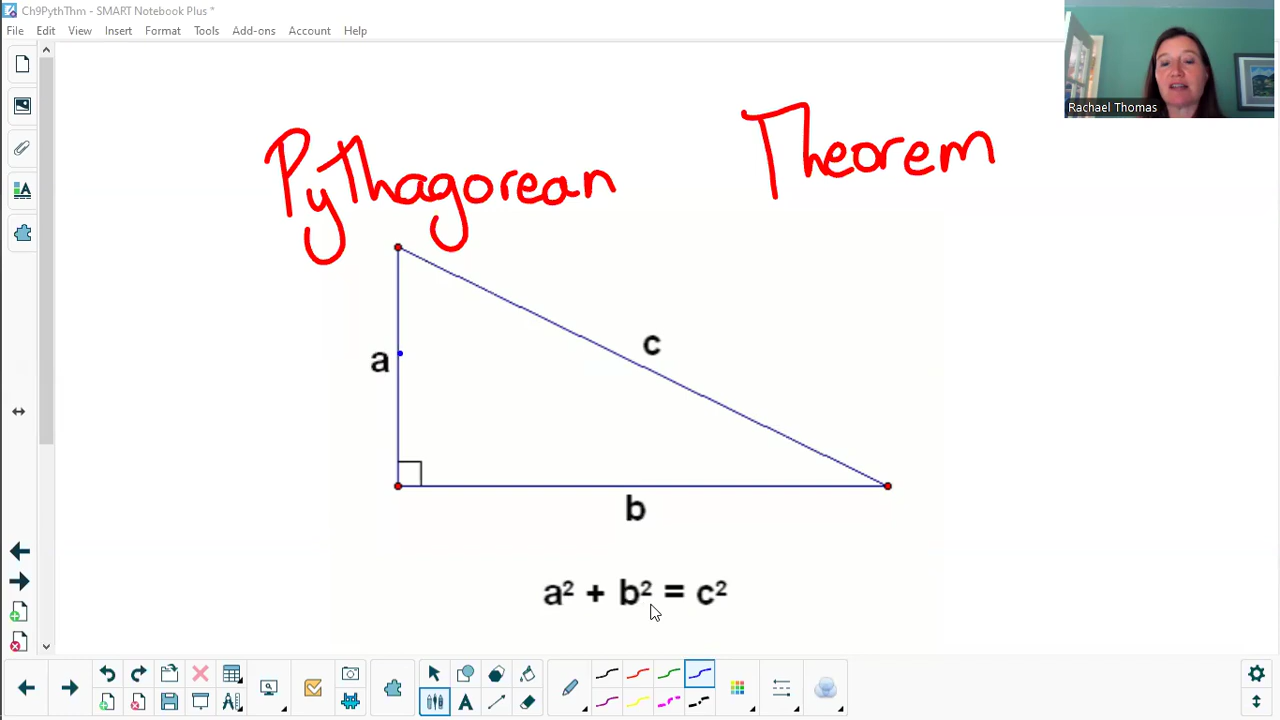 Ch9PythThm - SMART Notebook Plus *
File Edit View Insert Format Tools Add-ons Account Help
Rachael Thomas
Pythagorean Theorem
a
c
b
a² + b² = c²
A